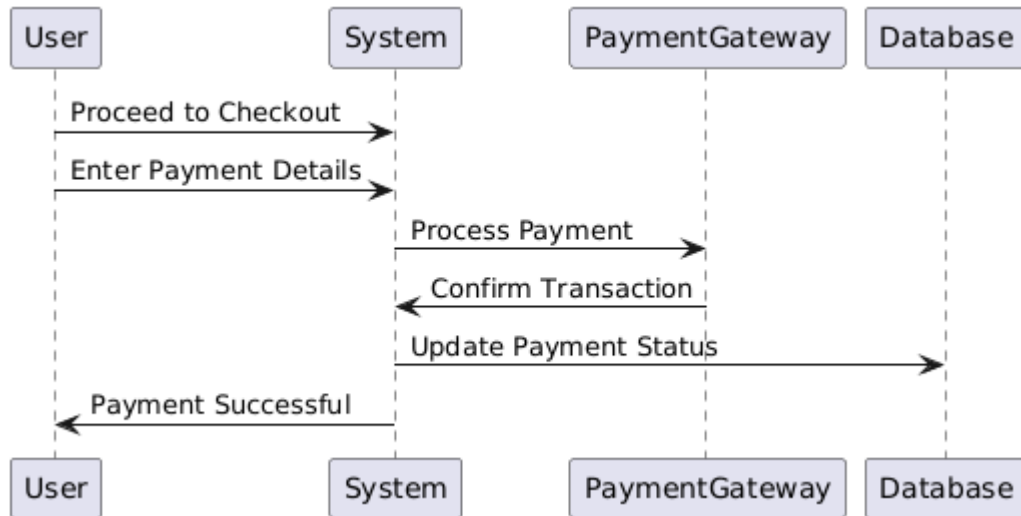 User System PaymentGateway Database
Proceed to Checkout
Enter Payment Details
Process Payment
Confirm Transaction
Update Payment Status
Payment Successful
User System PaymentGateway Database